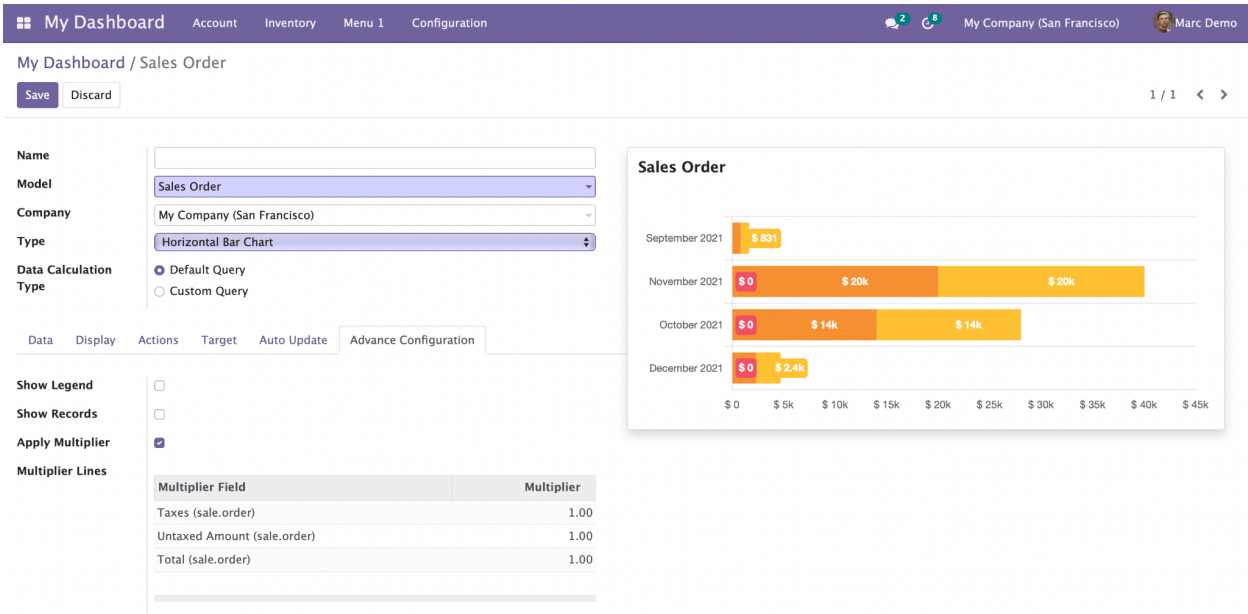 My Dashboard Account Inventory Menu 1 Configuration 2 8 My Company (San Francisco) Marc Demo
My Dashboard / Sales Order
Save Discard 1 / 1
Name
Model Sales Order
Company My Company (San Francisco)
Type Horizontal Bar Chart
Data Calculation Type
Default Query
Custom Query
Data Display Actions Target Auto Update Advance Configuration
Show Legend
Show Records
Apply Multiplier
Multiplier Lines
Multiplier Field Multiplier
Taxes (sale.order) 1.00
Untaxed Amount (sale.order) 1.00
Total (sale.order) 1.00
Sales Order
September 2021 $ 831
November 2021 $ 0 $ 20k $ 20k
October 2021 $ 0 $ 14k $ 14k
December 2021 $ 0 $ 2.4k
$ 0 $ 5k $ 10k $ 15k $ 20k $ 25k $ 30k $ 35k $ 40k $ 45k